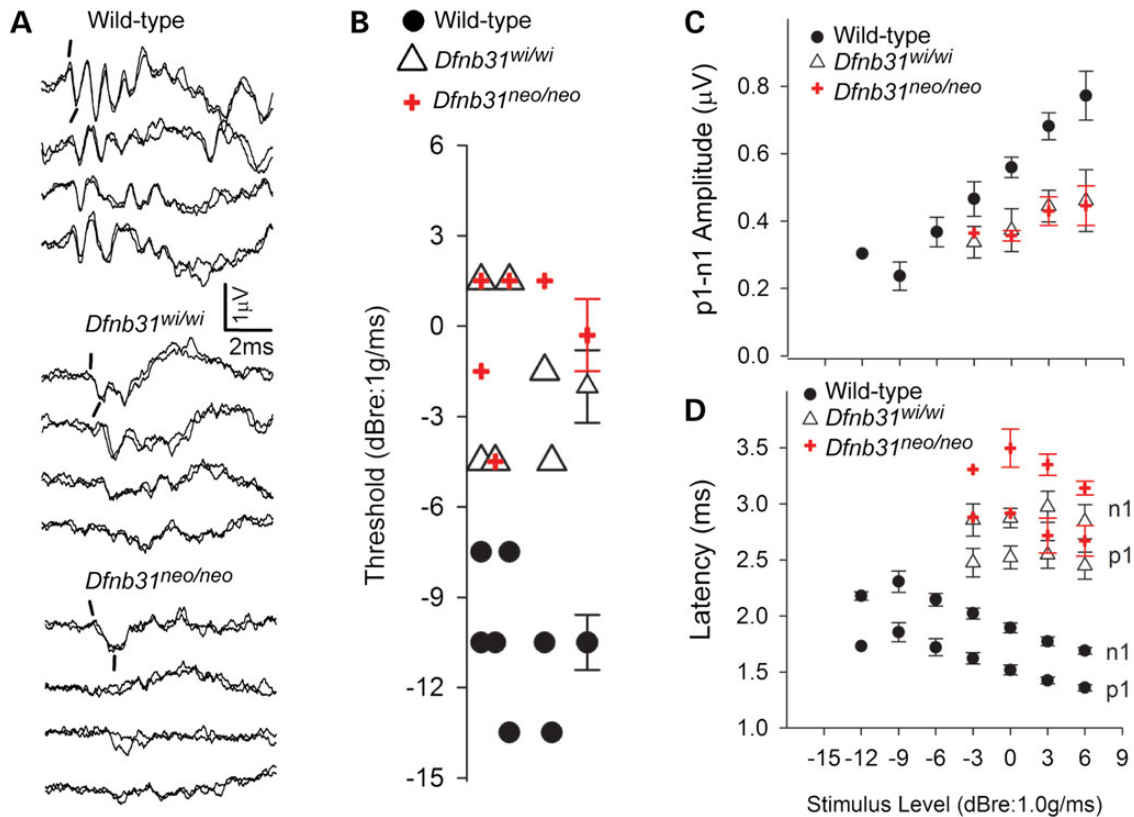 A
Wild-type
1μV
2ms
Dfnb31wi/wi
Dfnb31neo/neo
B
Wild-type
Dfnb31wi/wi
Dfnb31neo/neo
6
3
0
-3
-6
-9
-12
-15
Threshold (dBre:1g/ms)
C
Wild-type
Dfnb31wi/wi
Dfnb31neo/neo
0.8
0.6
0.4
0.2
0.0
p1-n1 Amplitude (μV)
D
Wild-type
Dfnb31wi/wi
Dfnb31neo/neo
3.5
3.0
2.5
2.0
1.5
1.0
Latency (ms)
n1
p1
n1
p1
-15 -12 -9 -6 -3 0 3 6 9
Stimulus Level (dBre:1.0g/ms)